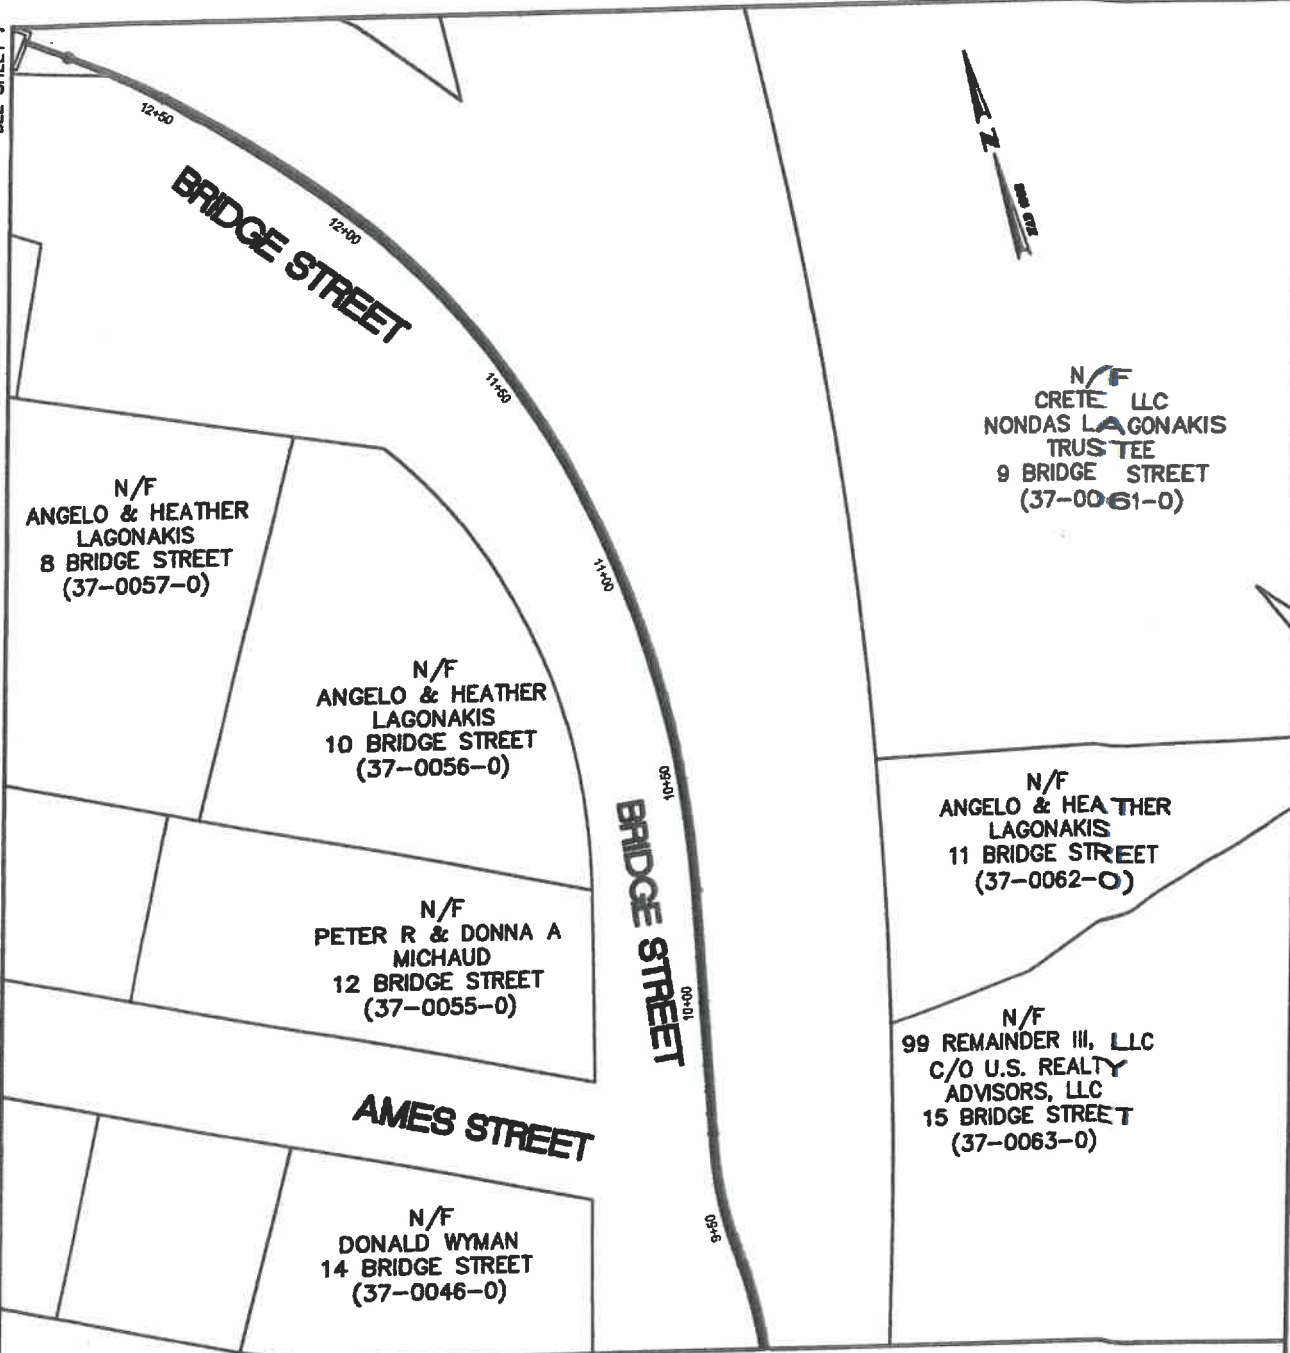 12+50
BRIDGE STREET
12+00
N
11+50
N/F
CRETE LLC
NONDAS LAGONAKIS
TRUSTEE
9 BRIDGE STREET
(37-0061-0)
N/F
ANGELO & HEATHER
LAGONAKIS
8 BRIDGE STREET
(37-0057-0)
11+00
N/F
ANGELO & HEATHER
LAGONAKIS
10 BRIDGE STREET
(37-0056-0)
10+50
N/F
ANGELO & HEATHER
LAGONAKIS
11 BRIDGE STREET
(37-0062-0)
BRIDGE STREET
N/F
PETER R & DONNA A
MICHAUD
12 BRIDGE STREET
(37-0055-0)
10+00
N/F
99 REMAINDER III, LLC
C/O U.S. REALTY
ADVISORS, LLC
15 BRIDGE STREET
(37-0063-0)
AMES STREET
9+50
N/F
DONALD WYMAN
14 BRIDGE STREET
(37-0046-0)